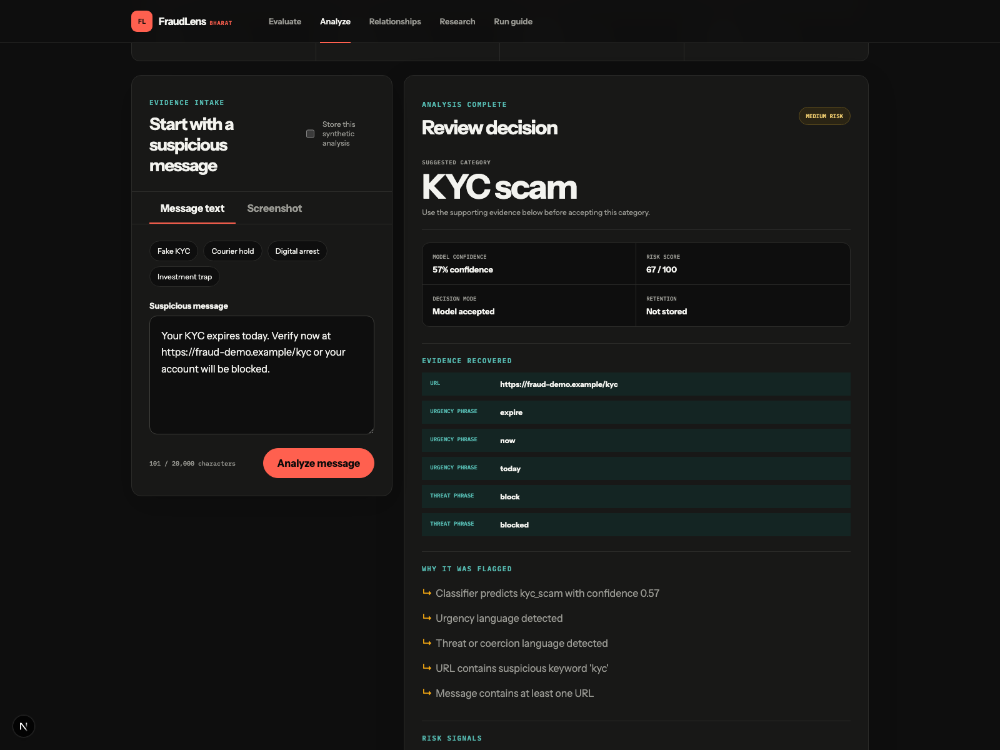 FL
FraudLens BHARAT
Evaluate
Analyze
Relationships
Research
Run guide
EVIDENCE INTAKE
Start with a
suspicious
message
Store this
synthetic
analysis
Message text
Screenshot
Fake KYC
Courier hold
Digital arrest
Investment trap
Suspicious message
Your KYC expires today. Verify now at
https://fraud-demo.example/kyc or your
account will be blocked.
101 / 20,000 characters
Analyze message
ANALYSIS COMPLETE
Review decision
MEDIUM RISK
SUGGESTED CATEGORY
KYC scam
Use the supporting evidence below before accepting this category.
MODEL CONFIDENCE
57% confidence
RISK SCORE
67 / 100
DECISION MODE
Model accepted
RETENTION
Not stored
EVIDENCE RECOVERED
URL https://fraud-demo.example/kyc
URGENCY PHRASE expire
URGENCY PHRASE now
URGENCY PHRASE today
THREAT PHRASE block
THREAT PHRASE blocked
WHY IT WAS FLAGGED
Classifier predicts kyc_scam with confidence 0.57
Urgency language detected
Threat or coercion language detected
URL contains suspicious keyword 'kyc'
Message contains at least one URL
RISK SIGNALS
N